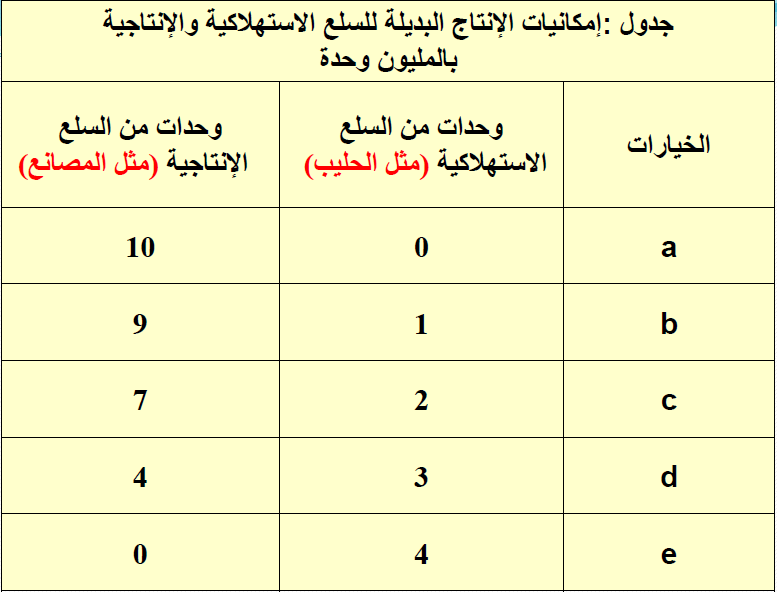 جدول :إمكانيات الإنتاج البديلة للسلع الاستهلاكية والإنتاجية
بالمليون وحدة
الخيارات
وحدات من السلع
الاستهلاكية (مثل الحليب)
وحدات من السلع
الإنتاجية (مثل المصانع)
a 0 10
b 1 9
c 2 7
d 3 4
e 4 0